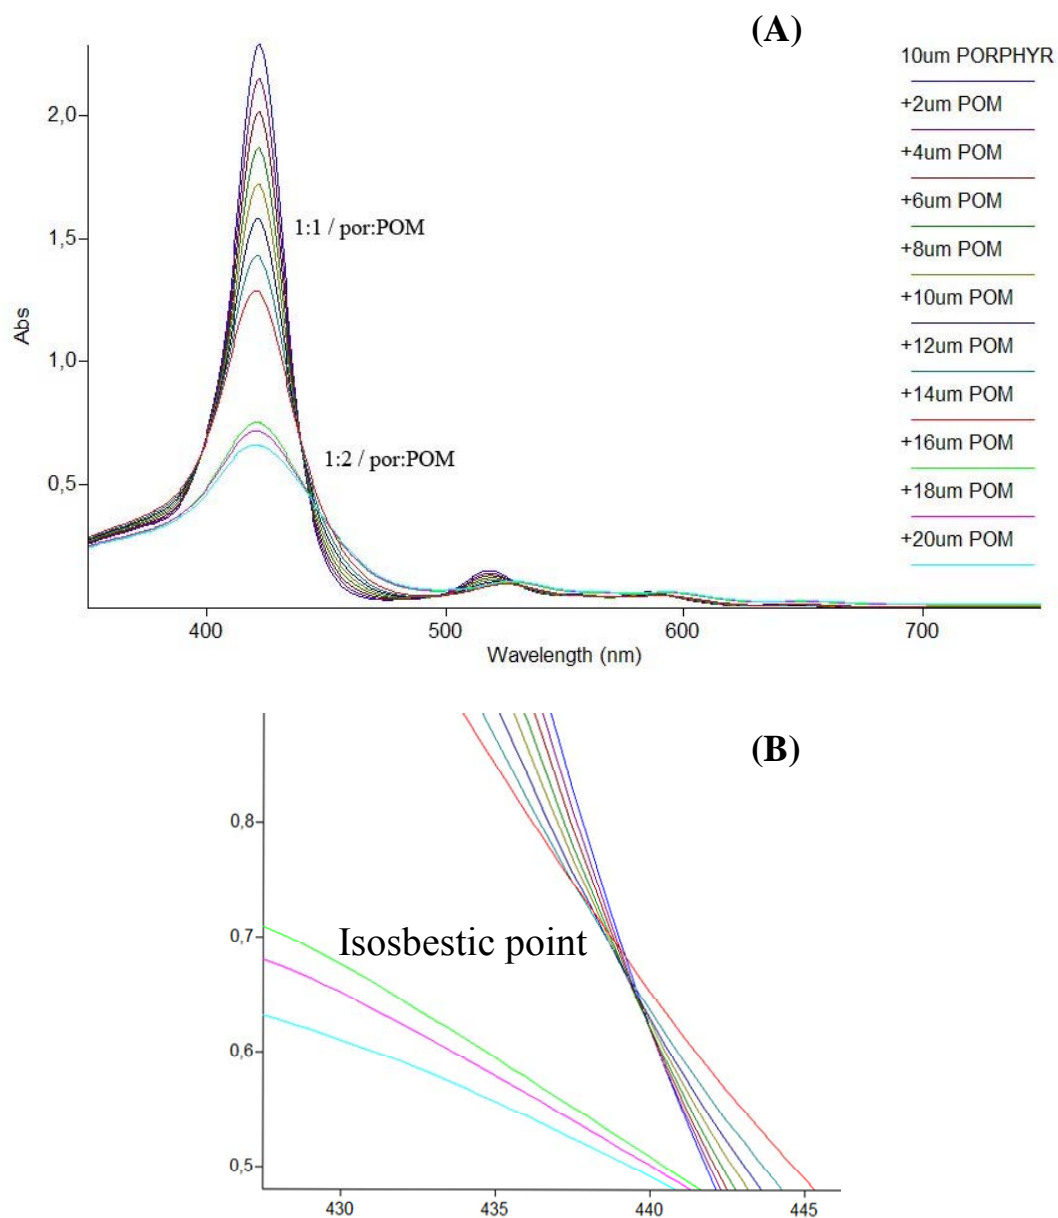 (A)
10um PORPHYR
+2um POM
+4um POM
+6um POM
+8um POM
+10um POM
+12um POM
+14um POM
+16um POM
+18um POM
+20um POM
2,0
1,5
1,0
0,5
Abs
1:1 / por:POM
1:2 / por:POM
400
500
600
700
Wavelength (nm)
(B)
0,8
0,7
0,6
0,5
Isosbestic point
430
435
440
445